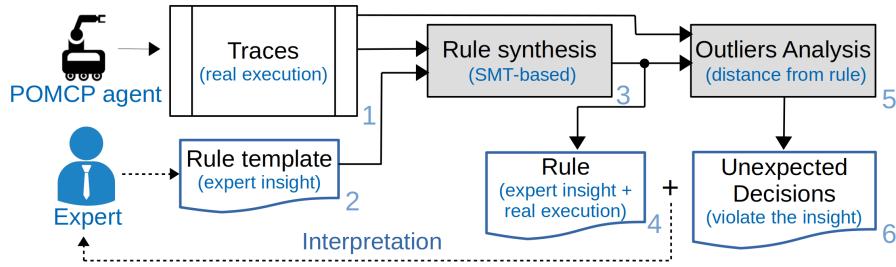 POMCP agent
Traces
(real execution)
1
Rule synthesis
(SMT-based)
3
Outliers Analysis
(distance from rule)
5
Expert
Rule template
(expert insight)
2
Rule
(expert insight +
real execution)
4
+
Unexpected
Decisions
(violate the insight)
6
Interpretation